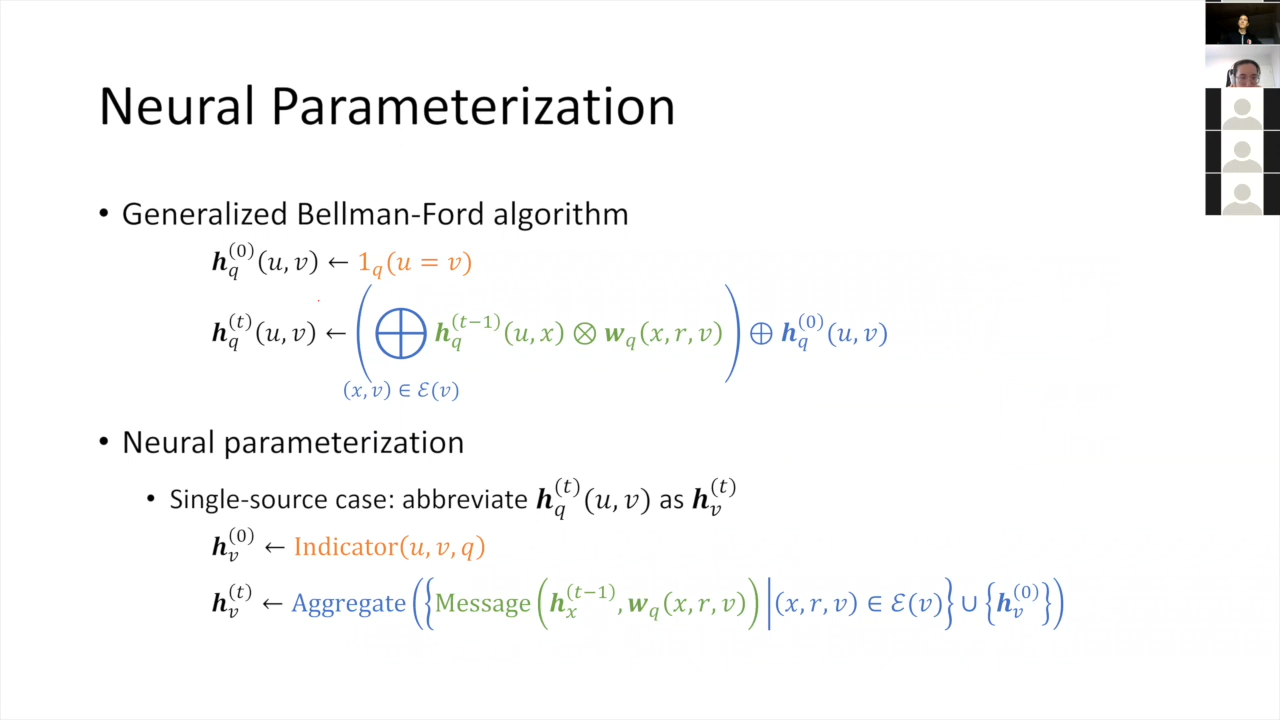 Neural Parameterization
• Generalized Bellman-Ford algorithm
𝒉_q^(0)(u, v) ← 1_q(u = v)
𝒉_q^(t)(u, v) ← (⨁_{(x,v)∈ℰ(v)} 𝒉_q^(t−1)(u, x) ⊗ 𝒘_q(x, r, v)) ⊕ 𝒉_q^(0)(u, v)
• Neural parameterization
• Single-source case: abbreviate 𝒉_q^(t)(u, v) as 𝒉_v^(t)
𝒉_v^(0) ← Indicator(u, v, q)
𝒉_v^(t) ← Aggregate({Message(𝒉_x^(t−1), 𝒘_q(x, r, v)) | (x, r, v) ∈ ℰ(v)} ∪ {𝒉_v^(0)})